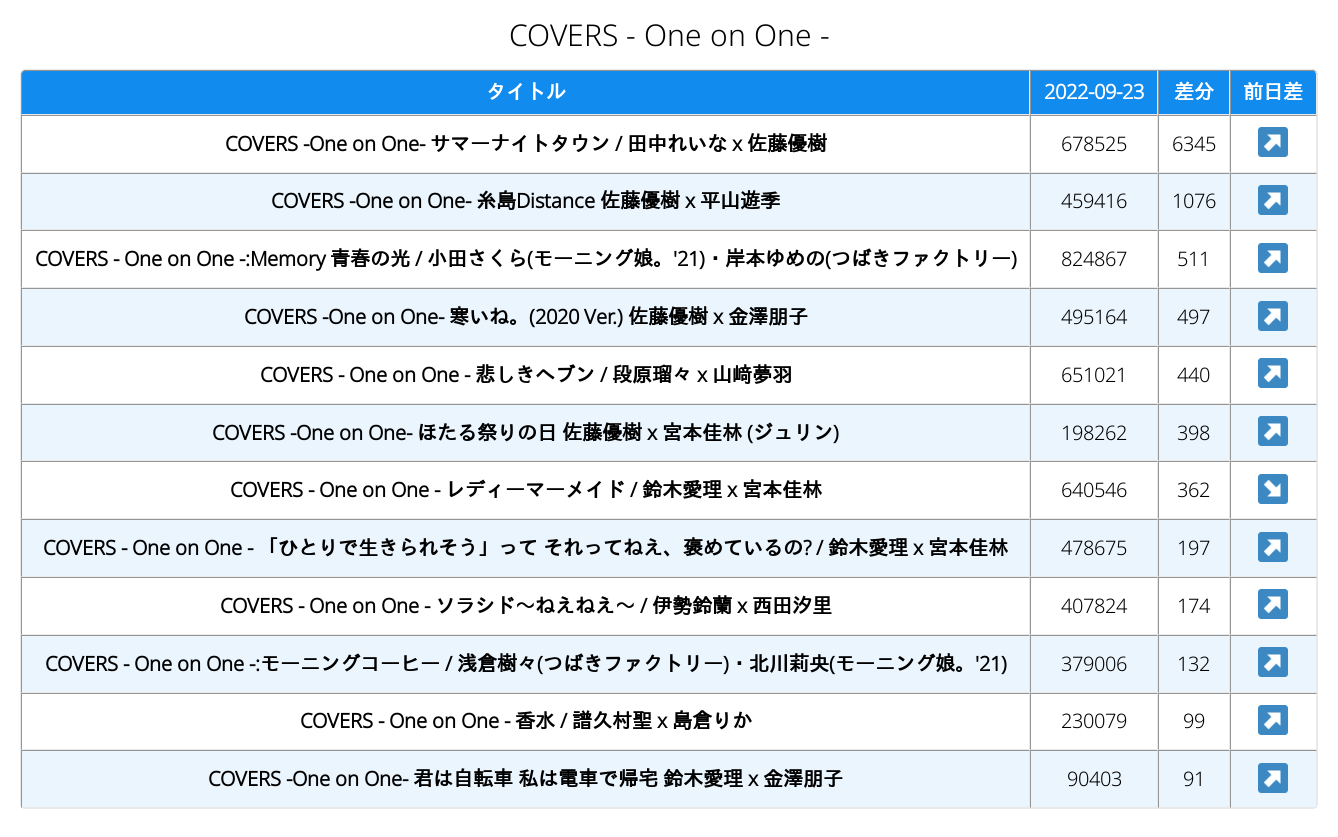 COVERS - One on One -
タイトル 2022-09-23 差分 前日差
COVERS -One on One- サマーナイトタウン / 田中れいな x 佐藤優樹 678525 6345
COVERS -One on One- 糸島Distance 佐藤優樹 x 平山遊季 459416 1076
COVERS - One on One -:Memory 青春の光 / 小田さくら(モーニング娘。'21)・岸本ゆめの(つばきファクトリー) 824867 511
COVERS -One on One- 寒いね。(2020 Ver.) 佐藤優樹 x 金澤朋子 495164 497
COVERS - One on One - 悲しきヘブン / 段原瑠々 x 山﨑夢羽 651021 440
COVERS -One on One- ほたる祭りの日 佐藤優樹 x 宮本佳林 (ジュリン) 198262 398
COVERS - One on One - レディーマーメイド / 鈴木愛理 x 宮本佳林 640546 362
COVERS - One on One - 「ひとりで生きられそう」って それってねえ、褒めているの? / 鈴木愛理 x 宮本佳林 478675 197
COVERS - One on One - ソラシド〜ねえねえ〜 / 伊勢鈴蘭 x 西田汐里 407824 174
COVERS - One on One -:モーニングコーヒー / 浅倉樹々(つばきファクトリー)・北川莉央(モーニング娘。'21) 379006 132
COVERS - One on One - 香水 / 譜久村聖 x 島倉りか 230079 99
COVERS -One on One- 君は自転車 私は電車で帰宅 鈴木愛理 x 金澤朋子 90403 91